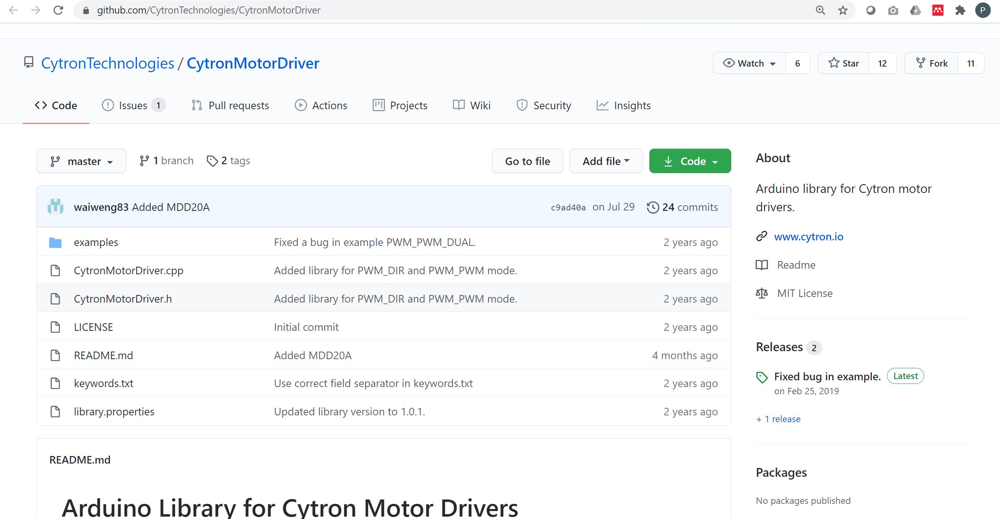 github.com/CytronTechnologies/CytronMotorDriver
P
CytronTechnologies / CytronMotorDriver
Watch 6
Star 12
Fork 11
Code
Issues 1
Pull requests
Actions
Projects
Wiki
Security
Insights
master
1 branch
2 tags
Go to file
Add file
Code
waiweng83 Added MDD20A c9ad40a on Jul 29 24 commits
examples Fixed a bug in example PWM_PWM_DUAL. 2 years ago
CytronMotorDriver.cpp Added library for PWM_DIR and PWM_PWM mode. 2 years ago
CytronMotorDriver.h Added library for PWM_DIR and PWM_PWM mode. 2 years ago
LICENSE Initial commit 2 years ago
README.md Added MDD20A 4 months ago
keywords.txt Use correct field separator in keywords.txt 2 years ago
library.properties Updated library version to 1.0.1. 2 years ago
README.md
Arduino Library for Cytron Motor Drivers
About
Arduino library for Cytron motor
drivers.
www.cytron.io
Readme
MIT License
Releases 2
Fixed bug in example. Latest
on Feb 25, 2019
+ 1 release
Packages
No packages published